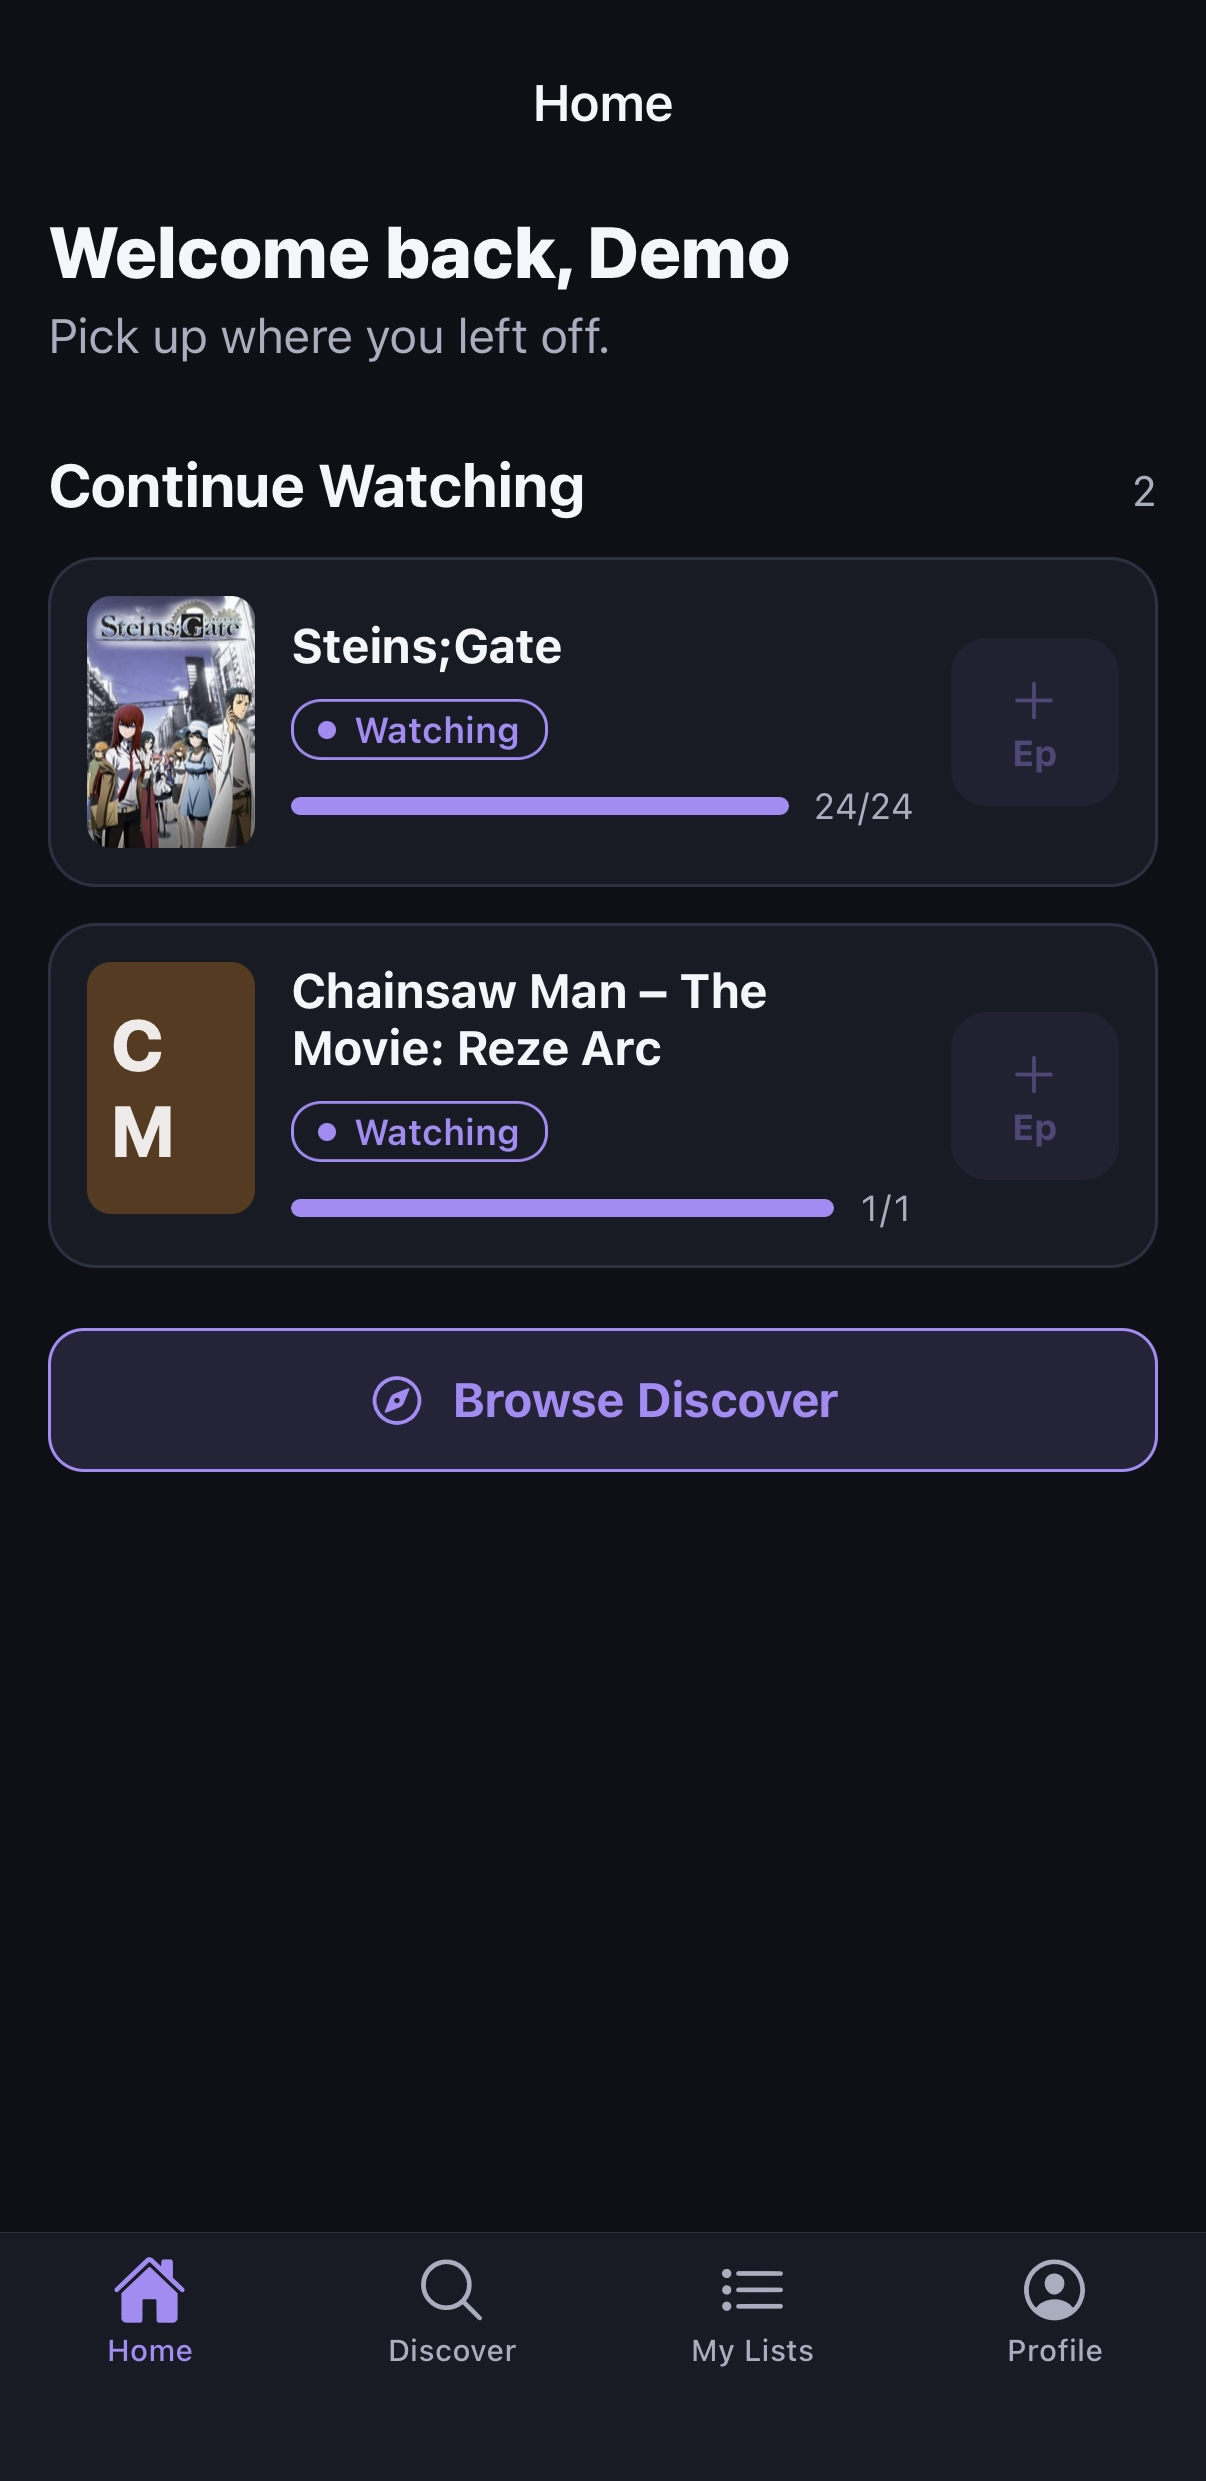 Home
Welcome back, Demo
Pick up where you left off.
Continue Watching
2
Steins;Gate
Steins;Gate
Watching
24/24
Ep
C
M
Chainsaw Man – The
Movie: Reze Arc
Watching
1/1
Ep
Browse Discover
Home
Discover
My Lists
Profile